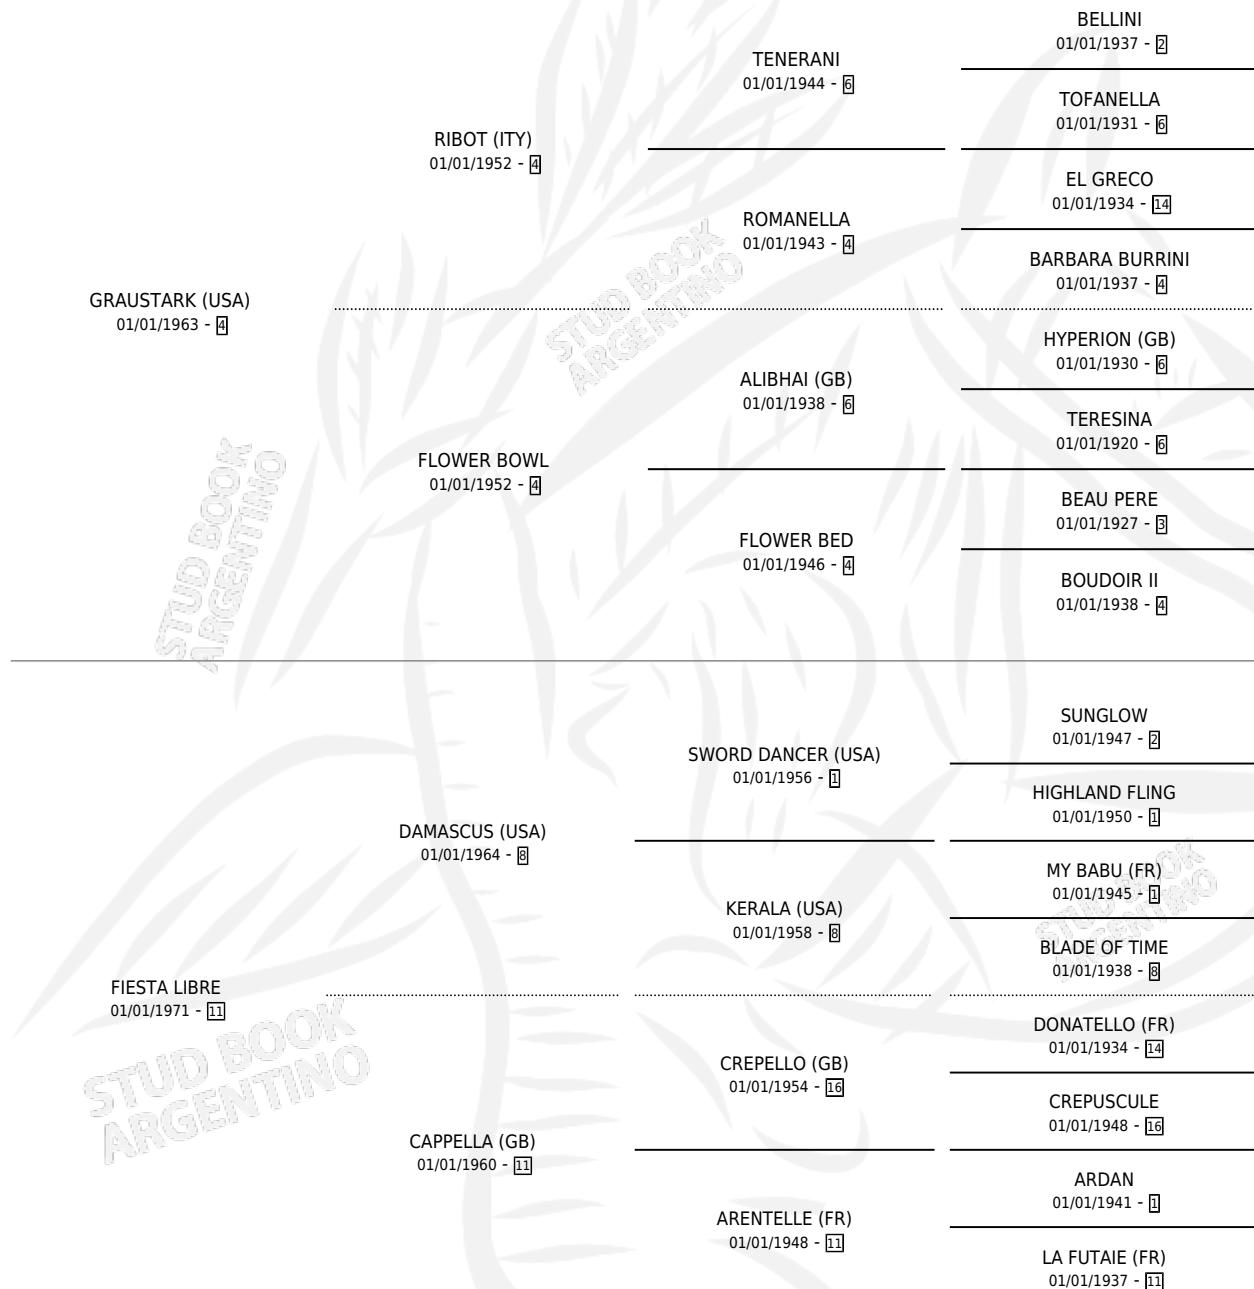 BELLINI
01/01/1937 - 2
TENERANI
01/01/1944 - 6
TOFANELLA
01/01/1931 - 6
RIBOT (ITY)
01/01/1952 - 4
EL GRECO
01/01/1934 - 14
ROMANELLA
01/01/1943 - 4
BARBARA BURRINI
01/01/1937 - 4
GRAUSTARK (USA)
01/01/1963 - 4
HYPERION (GB)
01/01/1930 - 6
ALIBHAI (GB)
01/01/1938 - 6
TERESINA
01/01/1920 - 6
FLOWER BOWL
01/01/1952 - 4
BEAU PERE
01/01/1927 - 3
FLOWER BED
01/01/1946 - 4
BOUDOIR II
01/01/1938 - 4
STUD BOOK
ARGENTINO
STUD BOOK
ARGENTINO
SUNGLOW
01/01/1947 - 2
SWORD DANCER (USA)
01/01/1956 - 1
HIGHLAND FLING
01/01/1950 - 1
DAMASCUS (USA)
01/01/1964 - 8
MY BABU (FR)
01/01/1945 - 1
KERALA (USA)
01/01/1958 - 8
BLADE OF TIME
01/01/1938 - 8
FIESTA LIBRE
01/01/1971 - 11
DONATELLO (FR)
01/01/1934 - 14
CREPELLO (GB)
01/01/1954 - 16
CREPUSCULE
01/01/1948 - 16
CAPPELLA (GB)
01/01/1960 - 11
ARDAN
01/01/1941 - 1
ARENTELLE (FR)
01/01/1948 - 11
LA FUTAIE (FR)
01/01/1937 - 11
STUD BOOK
ARGENTINO
STUD BOOK
ARGENTINO